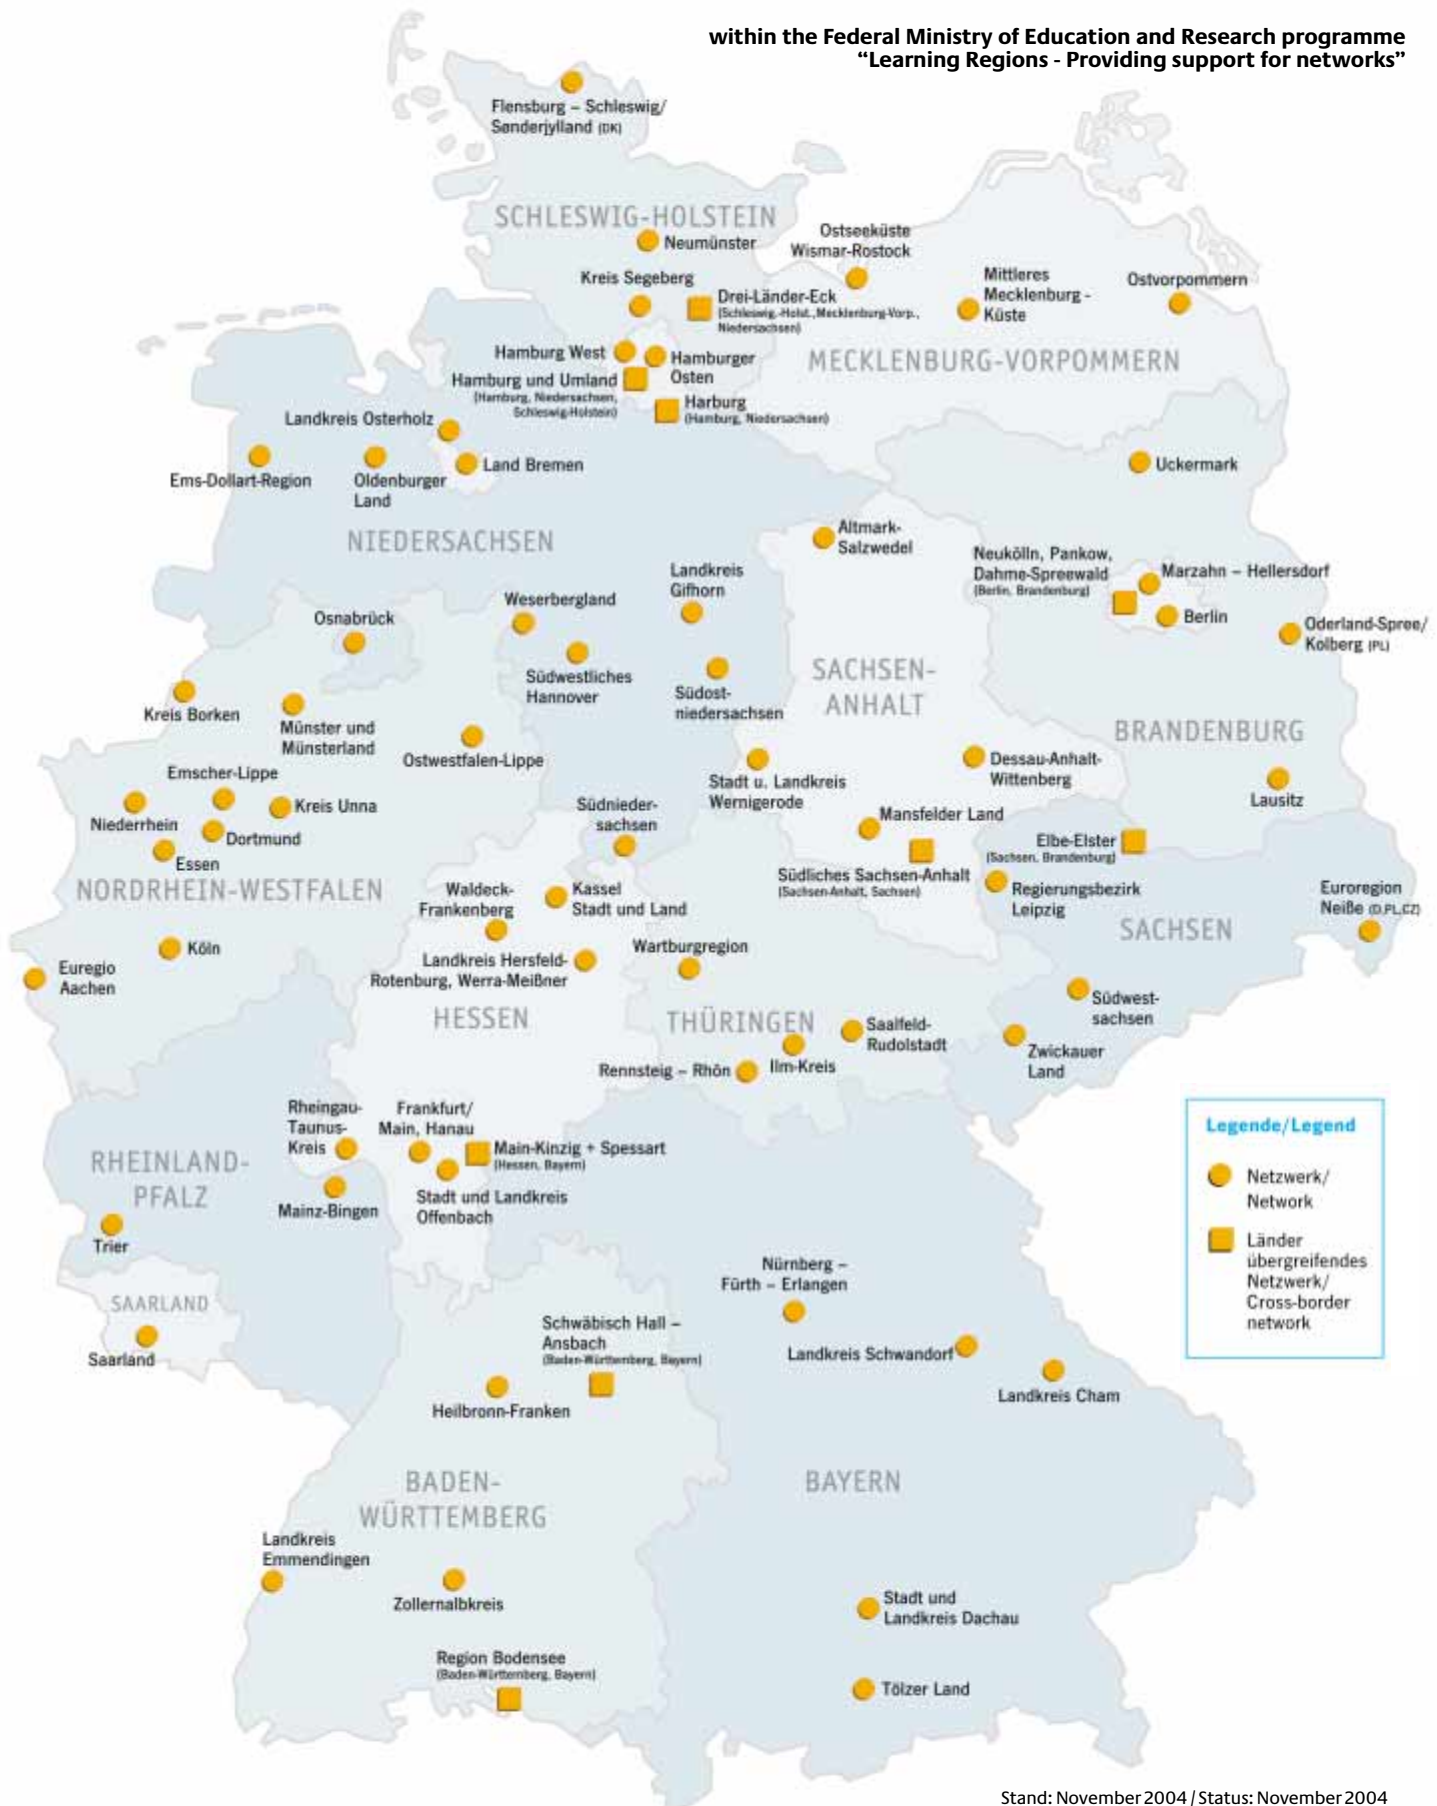 within the Federal Ministry of Education and Research programme
“Learning Regions - Providing support for networks”
Flensburg – Schleswig/
Sønderjylland (DK)
SCHLESWIG-HOLSTEIN
Neumünster
Ostseeküste
Wismar-Rostock
Kreis Segeberg
Drei-Länder-Eck
(Schleswig.-Holst., Mecklenburg-Vorp.,
Niedersachsen)
Mittleres
Mecklenburg -
Küste
Ostvorpommern
Hamburg West
Hamburger
Osten
MECKLENBURG-VORPOMMERN
Hamburg und Umland
(Hamburg, Niedersachsen,
Schleswig-Holstein)
Harburg
(Hamburg, Niedersachsen)
Landkreis Osterholz
Ems-Dollart-Region
Oldenburger
Land
Land Bremen
Uckermark
NIEDERSACHSEN
Altmark-
Salzwedel
Neukölln, Pankow,
Dahme-Spreewald
(Berlin, Brandenburg)
Marzahn – Hellersdorf
Berlin
Oderland-Spree/
Kolberg (PL)
Landkreis
Gifhorn
Weserbergland
Osnabrück
Südwestliches
Hannover
Südost-
niedersachsen
SACHSEN-
ANHALT
Kreis Borken
Münster und
Münsterland
Ostwestfalen-Lippe
BRANDENBURG
Stadt u. Landkreis
Wernigerode
Dessau-Anhalt-
Wittenberg
Lausitz
Emscher-Lippe
Niederrhein
Kreis Unna
Dortmund
Essen
Südnieder-
sachsen
Mansfelder Land
Elbe-Elster
(Sachsen, Brandenburg)
NORDRHEIN-WESTFALEN
Waldeck-
Frankenberg
Kassel
Stadt und Land
Südliches Sachsen-Anhalt
(Sachsen-Anhalt, Sachsen)
Regierungsbezirk
Leipzig
Euroregion
Neiße (D,PL,CZ)
SACHSEN
Köln
Euregio
Aachen
Landkreis Hersfeld-
Rotenburg, Werra-Meißner
Wartburgregion
HESSEN
THÜRINGEN
Saalfeld-
Rudolstadt
Südwest-
sachsen
Zwickauer
Land
Rennsteig – Rhön
Ilm-Kreis
Rheingau-
Taunus-
Kreis
Frankfurt/
Main, Hanau
Main-Kinzig + Spessart
(Hessen, Bayern)
RHEINLAND-
PFALZ
Mainz-Bingen
Stadt und Landkreis
Offenbach
Trier
Legende/Legend
Netzwerk/
Network
Länder
übergreifendes
Netzwerk/
Cross-border
network
SAARLAND
Saarland
Nürnberg –
Fürth – Erlangen
Schwäbisch Hall –
Ansbach
(Baden-Württemberg, Bayern)
Landkreis Schwandorf
Landkreis Cham
Heilbronn-Franken
BADEN-
WÜRTTEMBERG
BAYERN
Landkreis
Emmendingen
Zollernalbkreis
Stadt und
Landkreis Dachau
Region Bodensee
(Baden-Württemberg, Bayern)
Tölzer Land
Stand: November 2004 / Status: November 2004